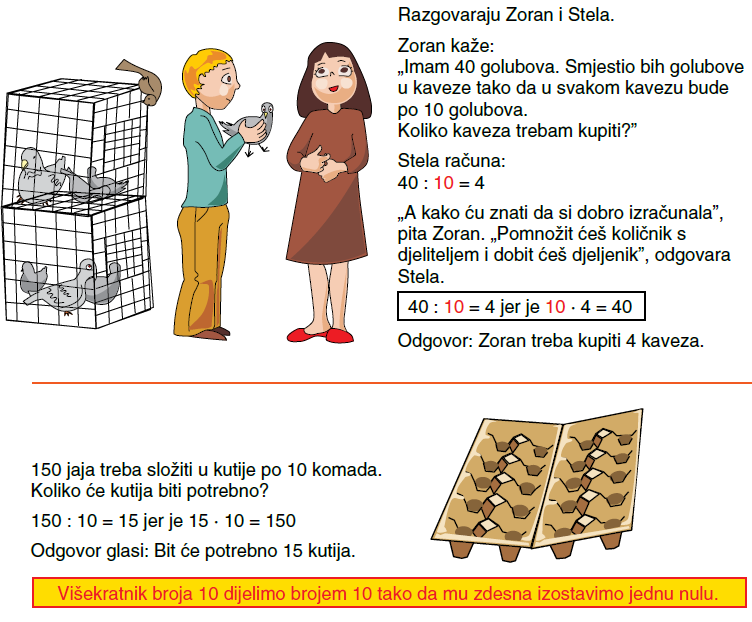 Razgovaraju Zoran i Stela.
Zoran kaže:
„Imam 40 golubova. Smjestio bih golubove
u kaveze tako da u svakom kavezu bude
po 10 golubova.
Koliko kaveza trebam kupiti?”
Stela računa:
40 : 10 = 4
„A kako ću znati da si dobro izračunala”,
pita Zoran. „Pomnožit ćeš količnik s
djeliteljem i dobit ćeš djeljenik”, odgovara
Stela.
40 : 10 = 4 jer je 10 · 4 = 40
Odgovor: Zoran treba kupiti 4 kaveza.
150 jaja treba složiti u kutije po 10 komada.
Koliko će kutija biti potrebno?
150 : 10 = 15 jer je 15 · 10 = 150
Odgovor glasi: Bit će potrebno 15 kutija.
Višekratnik broja 10 dijelimo brojem 10 tako da mu zdesna izostavimo jednu nulu.